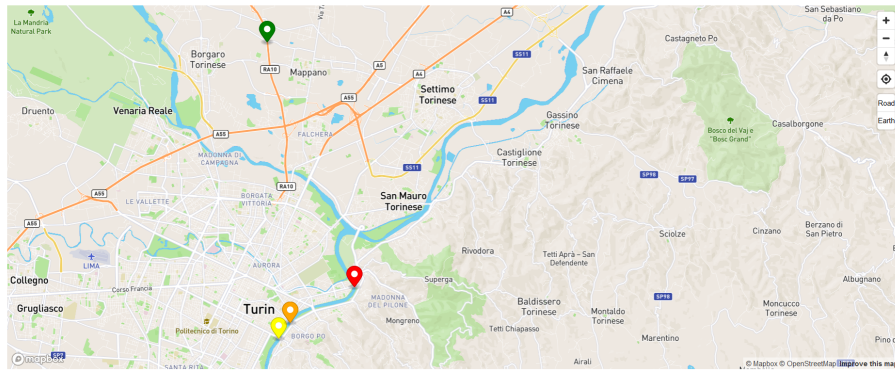 La Mandria
Natural Park
A4
San Sebastiano
da Po
Castagneto Po
Borgaro
Torinese
SS11
RA10
A5
Mappano
A4
San Raffaele
Cimena
Settimo
Torinese
SS11
Road
Druento
Venaria Reale
A55
Gassino
Torinese
Earth
Bosco del Vaj e
"Bosc Grand"
Casalborgone
FALCHERA
MADONNA DI
CAMPAGNA
Castiglione
Torinese
SS11
SP98
SP97
A55
RA10
LE VALLETTE
BORGATA
VITTORIA
San Mauro
Torinese
A55
Sciolze
Cinzano
Berzano di
San Pietro
Rivodora
Tetti Aprà – San
Defendente
LIMA
AURORA
Collegno
Corso Francia
Superga
Albugnano
MADONNA
DEL PILONE
SP98
Grugliasco
Turin
Baldissero
Torinese
Montaldo
Torinese
Moncucco
Torinese
Politecnico di Torino
Mongreno
Tetti Chiapasso
BORGO PO
Marentino
Pino d
mapbox
SP7
SANTA RITA
Airali
© Mapbox © OpenStreetMap Improve this map